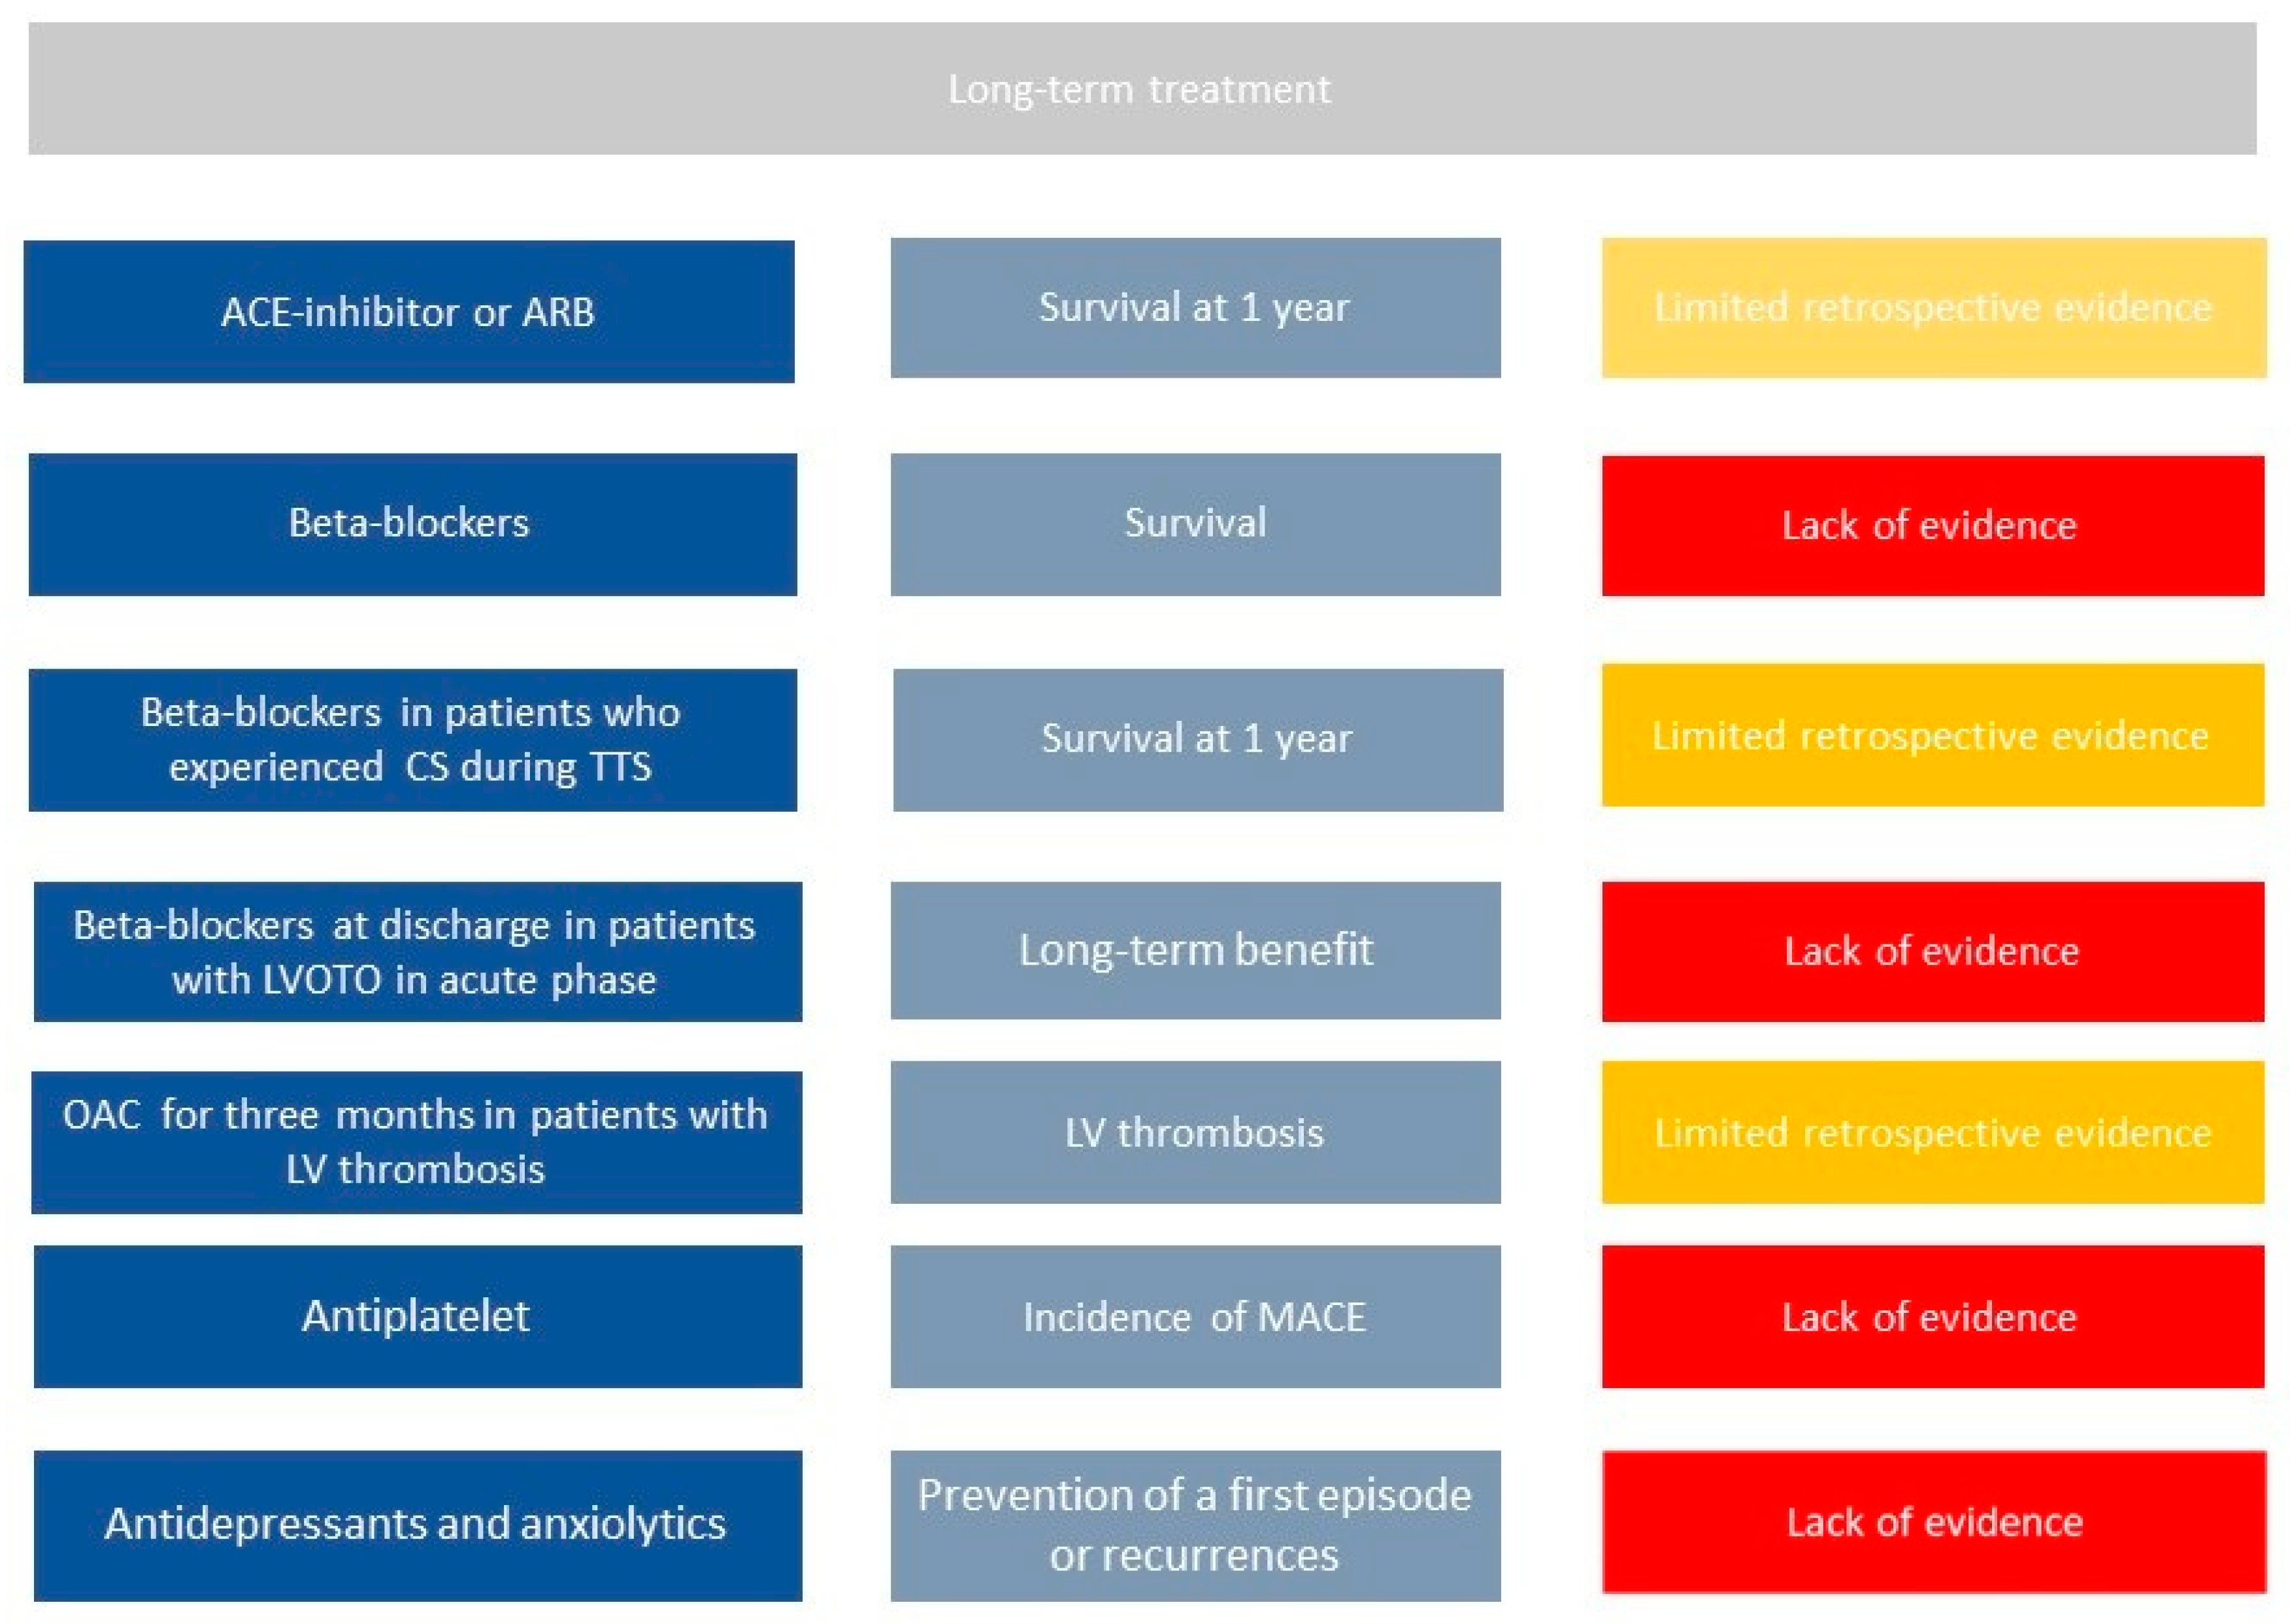 Long-term treatment
ACE-inhibitor or ARB
Survival at 1 year
Limited retrospective evidence
Beta-blockers
Survival
Lack of evidence
Beta-blockers in patients who
experienced CS during TTS
Survival at 1 year
Limited retrospective evidence
Beta-blockers at discharge in patients
with LVOTO in acute phase
Long-term benefit
Lack of evidence
OAC for three months in patients with
LV thrombosis
LV thrombosis
Limited retrospective evidence
Antiplatelet
Incidence of MACE
Lack of evidence
Antidepressants and anxiolytics
Prevention of a first episode
or recurrences
Lack of evidence